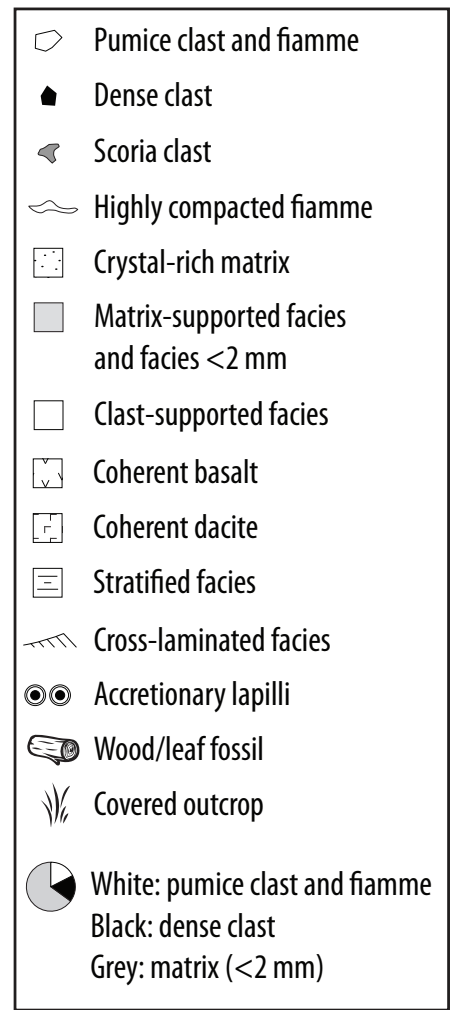 Pumice clast and fiamme
Dense clast
Scoria clast
Highly compacted fiamme
Crystal-rich matrix
Matrix-supported facies
and facies <2 mm
Clast-supported facies
Coherent basalt
Coherent dacite
Stratified facies
Cross-laminated facies
Accretionary lapilli
Wood/leaf fossil
Covered outcrop
White: pumice clast and fiamme
Black: dense clast
Grey: matrix (<2 mm)